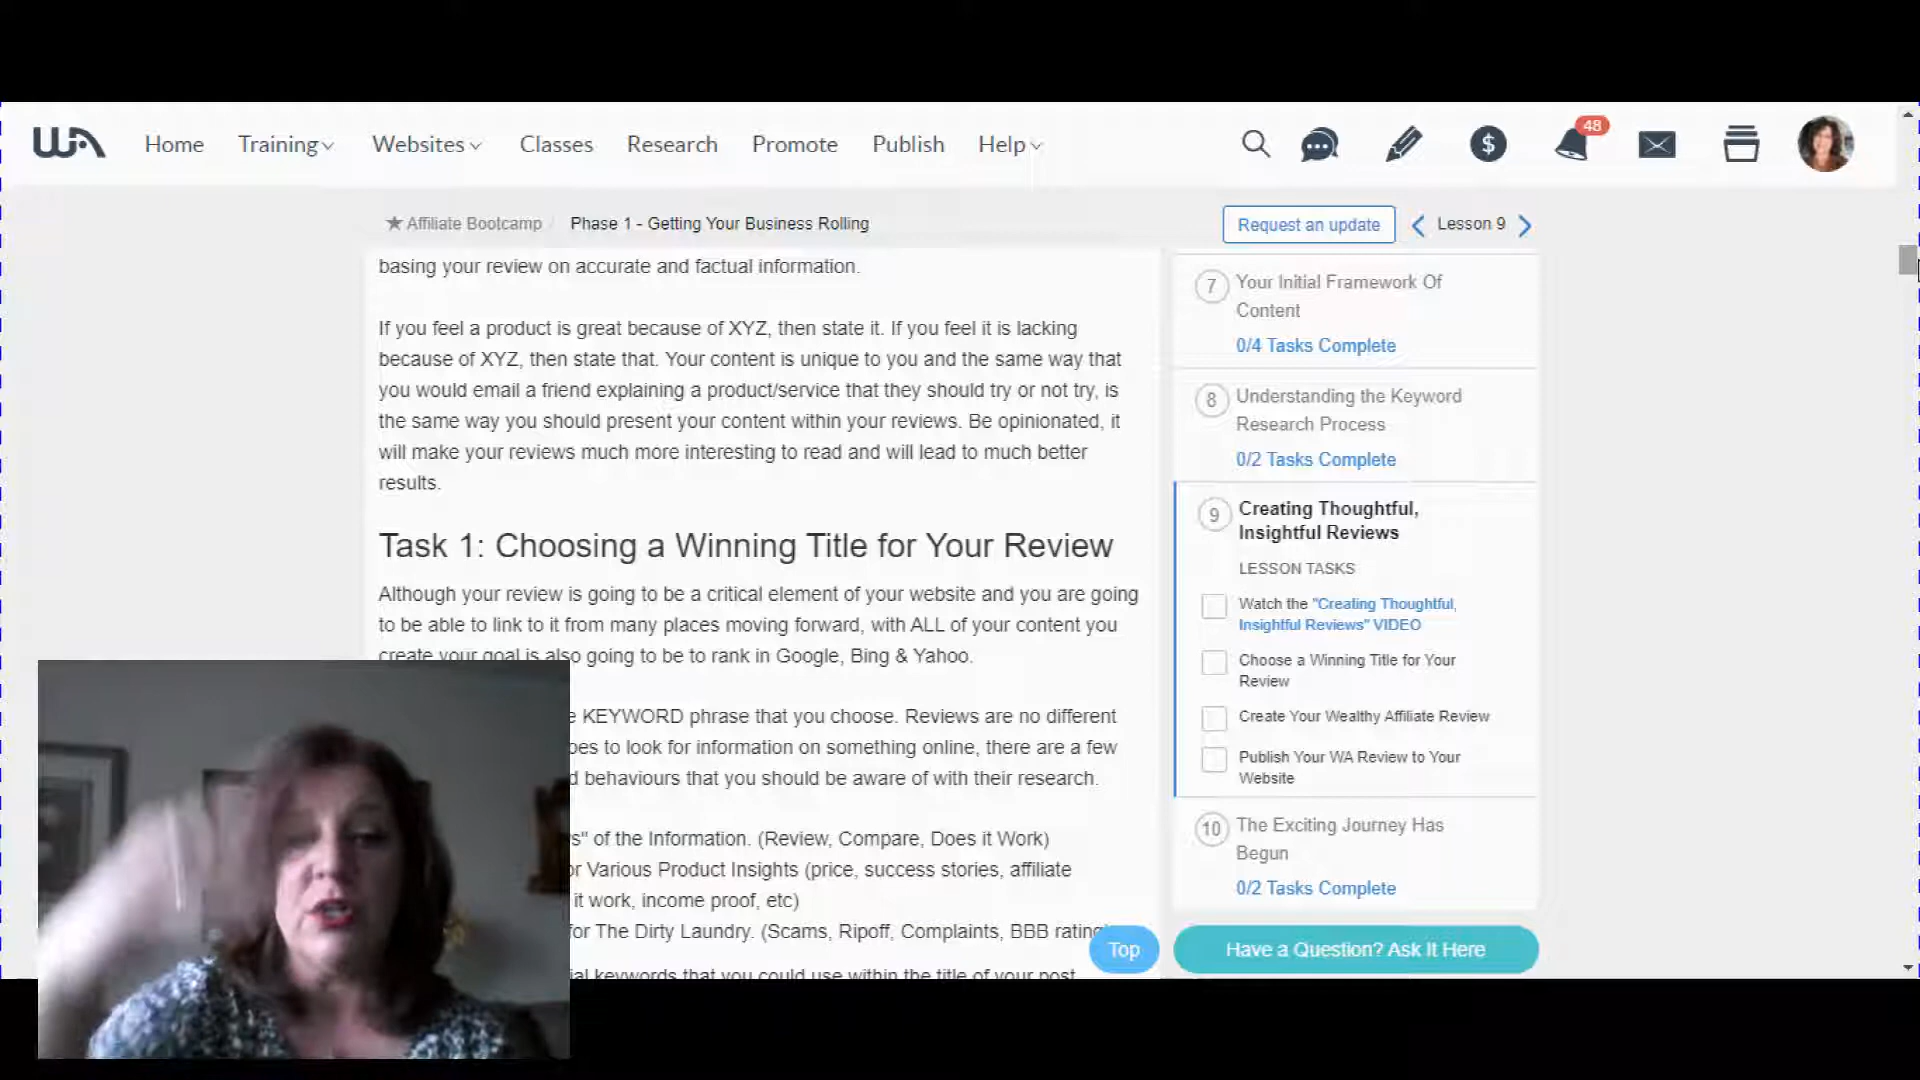 WA Home Training Websites Classes Research Promote Publish Help 48
Affiliate Bootcamp / Phase 1 - Getting Your Business Rolling
Request an update Lesson 9
basing your review on accurate and factual information.
If you feel a product is great because of XYZ, then state it. If you feel it is lacking
because of XYZ, then state that. Your content is unique to you and the same way that
you would email a friend explaining a product/service that they should try or not try, is
the same way you should present your content within your reviews. Be opinionated, it
will make your reviews much more interesting to read and will lead to much better
results.
Task 1: Choosing a Winning Title for Your Review
Although your review is going to be a critical element of your website and you are going
to be able to link to it from many places moving forward, with ALL of your content you
create your goal is also going to be to rank in Google, Bing & Yahoo.
KEYWORD phrase that you choose. Reviews are no different
to look for information on something online, there are a few
behaviours that you should be aware of with their research.
of the Information. (Review, Compare, Does it Work)
Various Product Insights (price, success stories, affiliate
it work, income proof, etc)
for The Dirty Laundry. (Scams, Ripoff, Complaints, BBB rating
keywords that you could use within the title of your post
Top
7 Your Initial Framework Of
Content
0/4 Tasks Complete
8 Understanding the Keyword
Research Process
0/2 Tasks Complete
9 Creating Thoughtful,
Insightful Reviews
LESSON TASKS
Watch the "Creating Thoughtful,
Insightful Reviews" VIDEO
Choose a Winning Title for Your
Review
Create Your Wealthy Affiliate Review
Publish Your WA Review to Your
Website
10 The Exciting Journey Has
Begun
0/2 Tasks Complete
Have a Question? Ask It Here